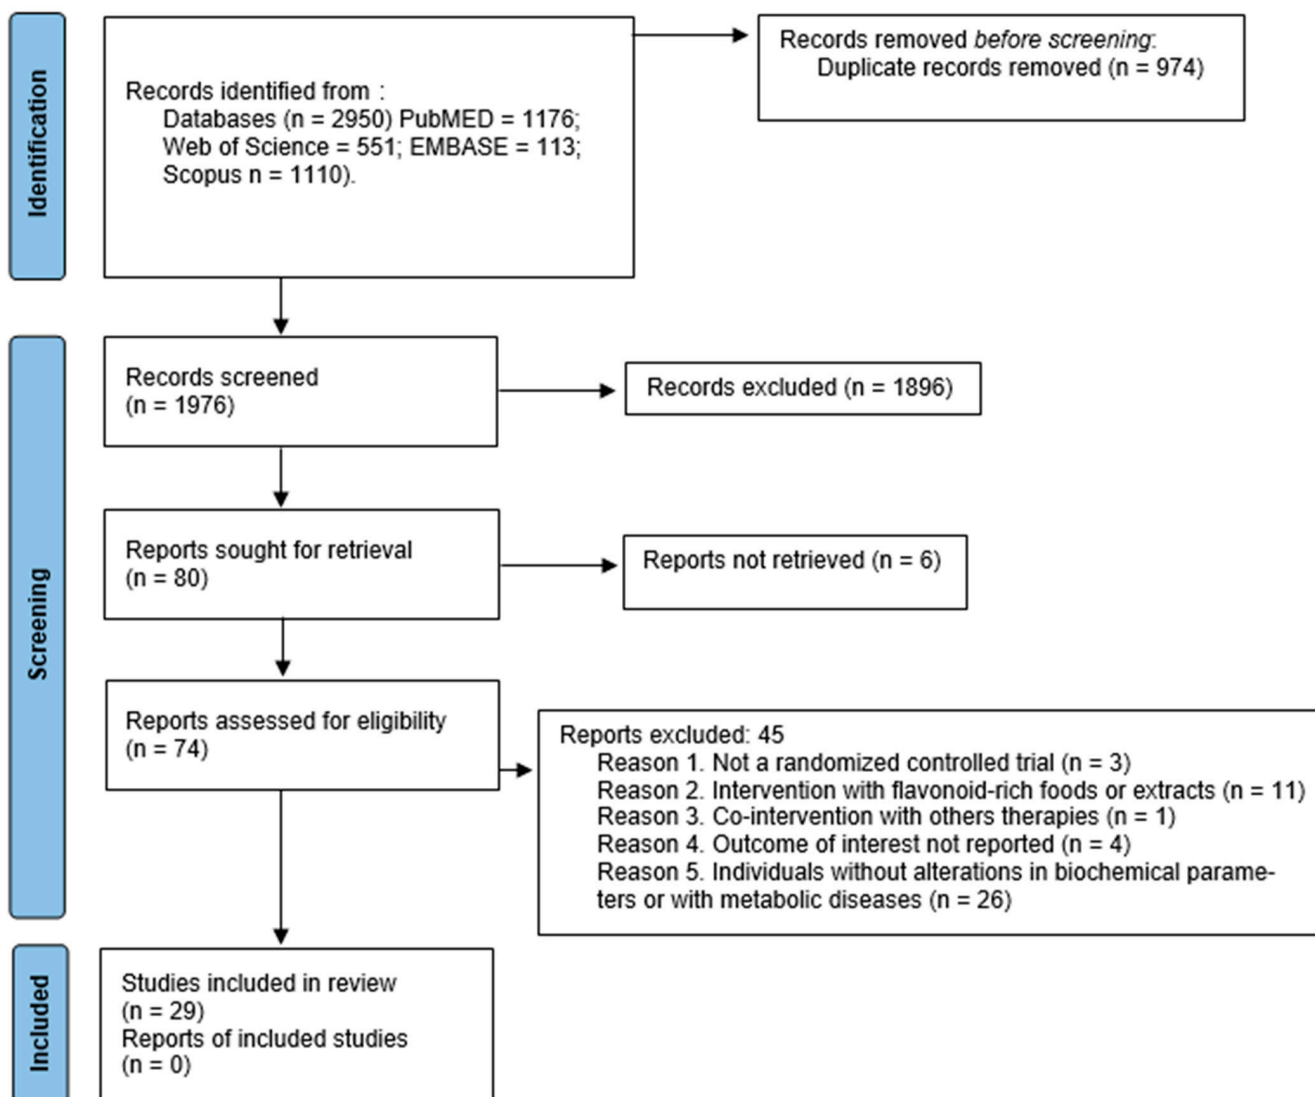 Identification
Records identified from :
Databases (n = 2950) PubMED = 1176;
Web of Science = 551; EMBASE = 113;
Scopus n = 1110).
Records removed before screening:
Duplicate records removed (n = 974)
Screening
Records screened
(n = 1976)
Records excluded (n = 1896)
Reports sought for retrieval
(n = 80)
Reports not retrieved (n = 6)
Reports assessed for eligibility
(n = 74)
Reports excluded: 45
Reason 1. Not a randomized controlled trial (n = 3)
Reason 2. Intervention with flavonoid-rich foods or extracts (n = 11)
Reason 3. Co-intervention with others therapies (n = 1)
Reason 4. Outcome of interest not reported (n = 4)
Reason 5. Individuals without alterations in biochemical parame-
ters or with metabolic diseases (n = 26)
Included
Studies included in review
(n = 29)
Reports of included studies
(n = 0)